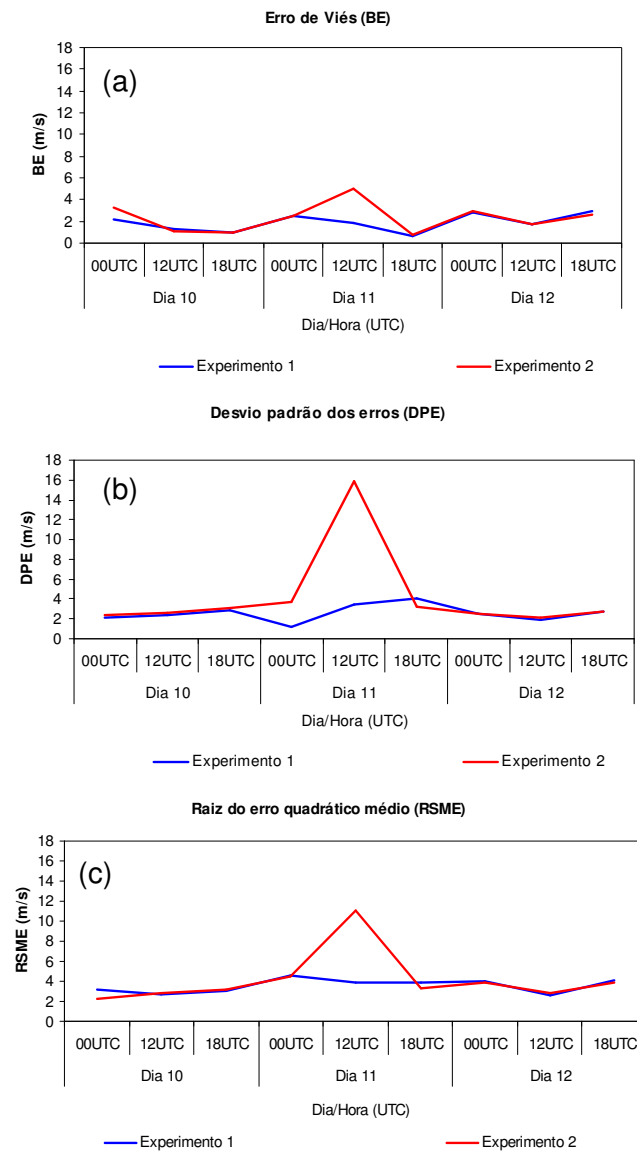 Erro de Viés (BE)
(a)
BE (m/s)
18
16
14
12
10
8
6
4
2
0
00UTC 12UTC 18UTC 00UTC 12UTC 18UTC 00UTC 12UTC 18UTC
Dia 10 Dia 11 Dia 12
Dia/Hora (UTC)
Experimento 1 Experimento 2
Desvio padrão dos erros (DPE)
(b)
DPE (m/s)
18
16
14
12
10
8
6
4
2
0
00UTC 12UTC 18UTC 00UTC 12UTC 18UTC 00UTC 12UTC 18UTC
Dia 10 Dia 11 Dia 12
Dia/Hora (UTC)
Experimento 1 Experimento 2
Raiz do erro quadrático médio (RSME)
(c)
RSME (m/s)
18
16
14
12
10
8
6
4
2
0
00UTC 12UTC 18UTC 00UTC 12UTC 18UTC 00UTC 12UTC 18UTC
Dia 10 Dia 11 Dia 12
Dia/Hora (UTC)
Experimento 1 Experimento 2